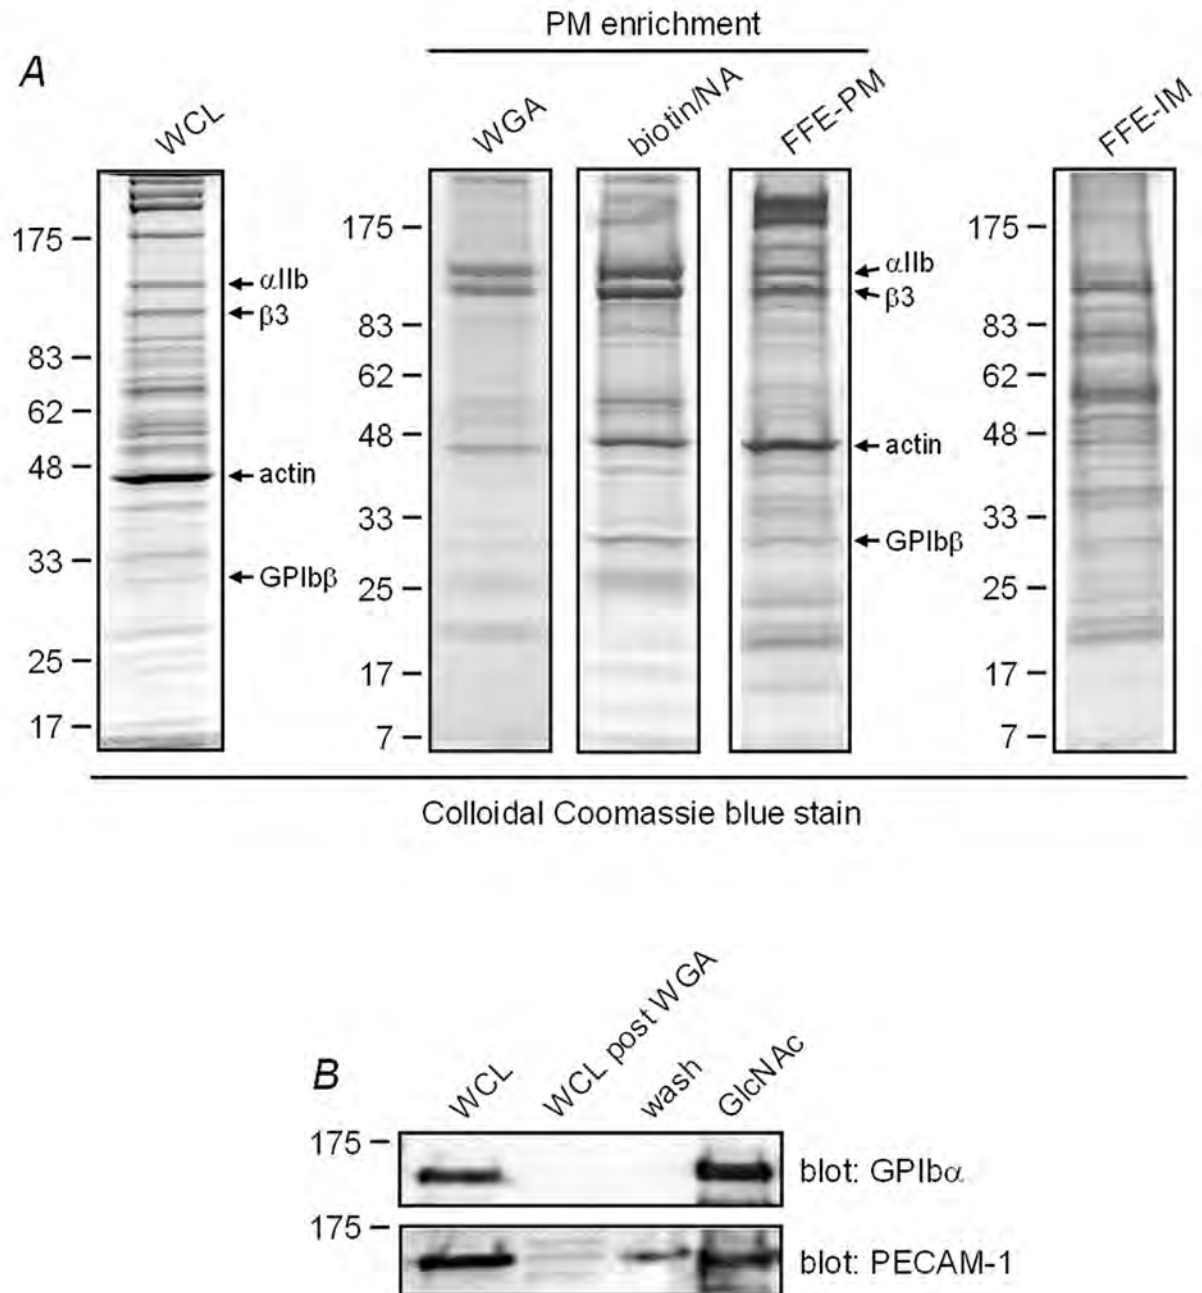 PM enrichment
A
WCL
WGA
biotin/NA
FFE-PM
FFE-IM
175
83
62
48
33
25
17
αIIb
β3
actin
GPIbβ
175
83
62
48
33
25
17
7
αIIb
β3
actin
GPIbβ
175
83
62
48
33
25
17
7
Colloidal Coomassie blue stain
B
WCL
WCL post WGA
wash
GlcNAc
175
blot: GPIbα
175
blot: PECAM-1